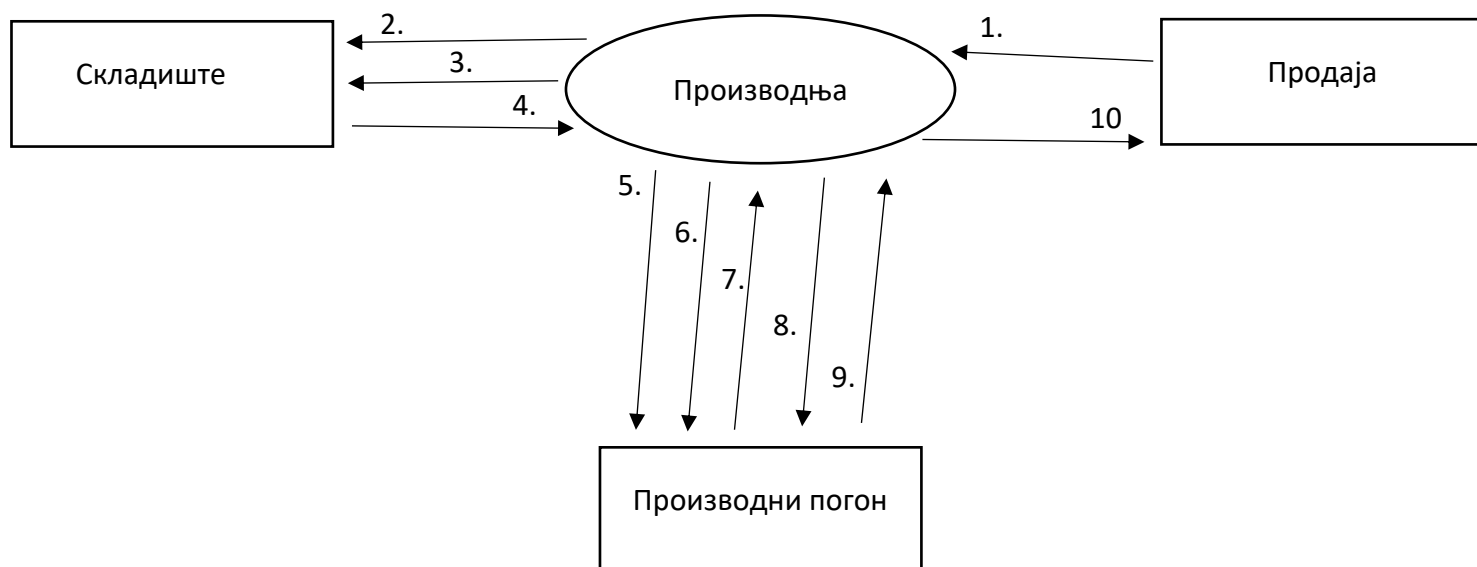 2.
1.
Складиште
3.
Производња
Продаја
4.
10
5.
6.
7.
8.
9.
Производни погон